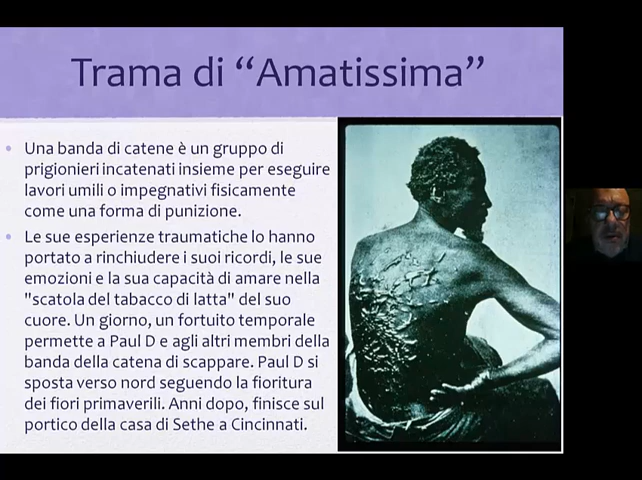 Trama di “Amatissima”
Una banda di catene è un gruppo di
prigionieri incatenati insieme per eseguire
lavori umili o impegnativi fisicamente
come una forma di punizione.
Le sue esperienze traumatiche lo hanno
portato a rinchiudere i suoi ricordi, le sue
emozioni e la sua capacità di amare nella
"scatola del tabacco di latta" del suo
cuore. Un giorno, un fortuito temporale
permette a Paul D e agli altri membri della
banda della catena di scappare. Paul D si
sposta verso nord seguendo la fioritura
dei fiori primaverili. Anni dopo, finisce sul
portico della casa di Sethe a Cincinnati.